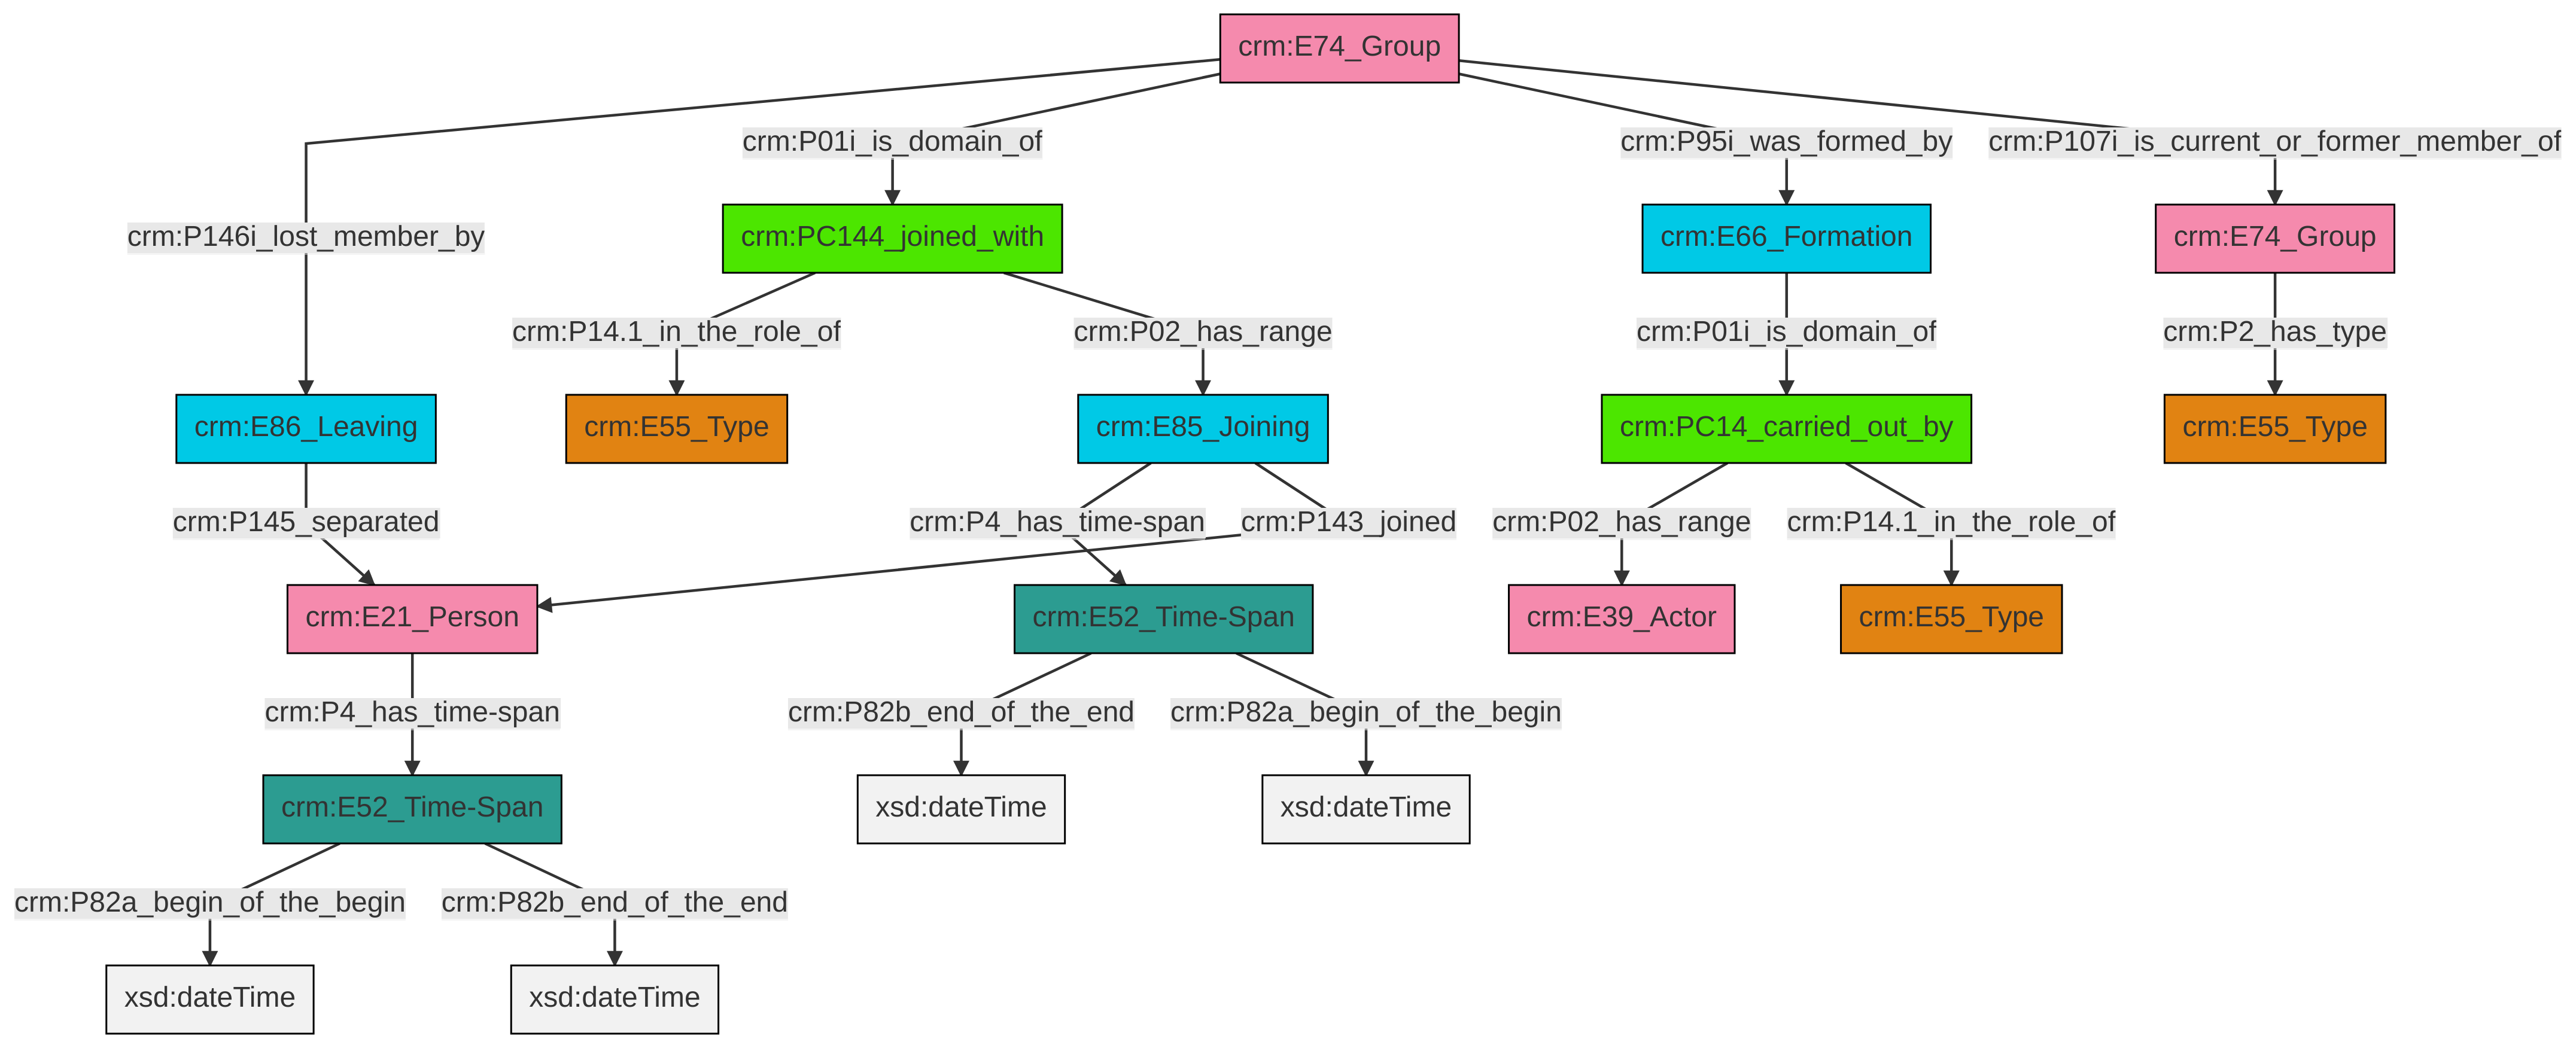 crm:E74_Group
crm:P01i_is_domain_of
crm:P95i_was_formed_by
crm:P107i_is_current_or_former_member_of
crm:P146i_lost_member_by
crm:PC144_joined_with
crm:E66_Formation
crm:E74_Group
crm:P14.1_in_the_role_of
crm:P02_has_range
crm:P01i_is_domain_of
crm:P2_has_type
crm:E86_Leaving
crm:E55_Type
crm:E85_Joining
crm:PC14_carried_out_by
crm:E55_Type
crm:P145_separated
crm:P4_has_time-span
crm:P143_joined
crm:P02_has_range
crm:P14.1_in_the_role_of
crm:E21_Person
crm:E52_Time-Span
crm:E39_Actor
crm:E55_Type
crm:P4_has_time-span
crm:P82b_end_of_the_end
crm:P82a_begin_of_the_begin
crm:E52_Time-Span
xsd:dateTime
xsd:dateTime
crm:P82a_begin_of_the_begin
crm:P82b_end_of_the_end
xsd:dateTime
xsd:dateTime